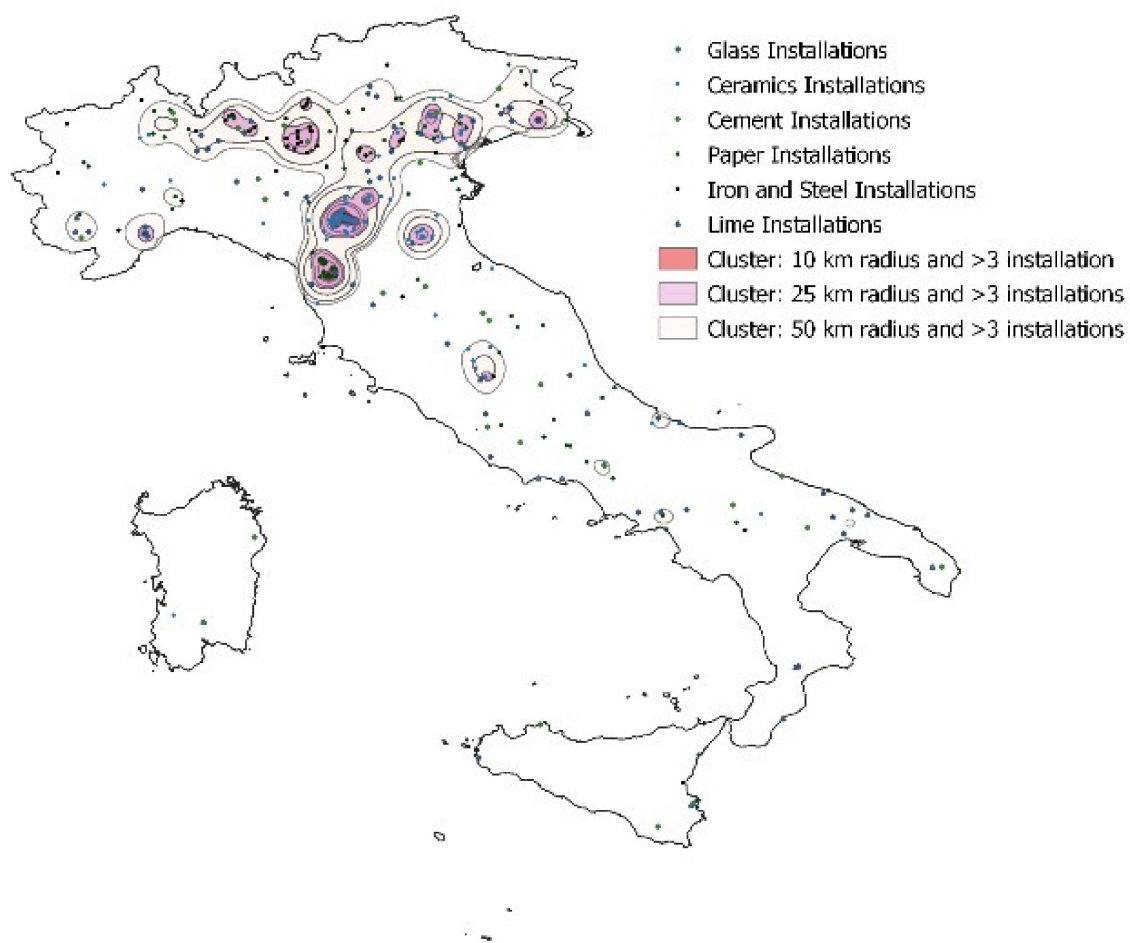 Glass Installations
Ceramics Installations
Cement Installations
Paper Installations
Iron and Steel Installations
Lime Installations
Cluster: 10 km radius and >3 installation
Cluster: 25 km radius and >3 installations
Cluster: 50 km radius and >3 installations